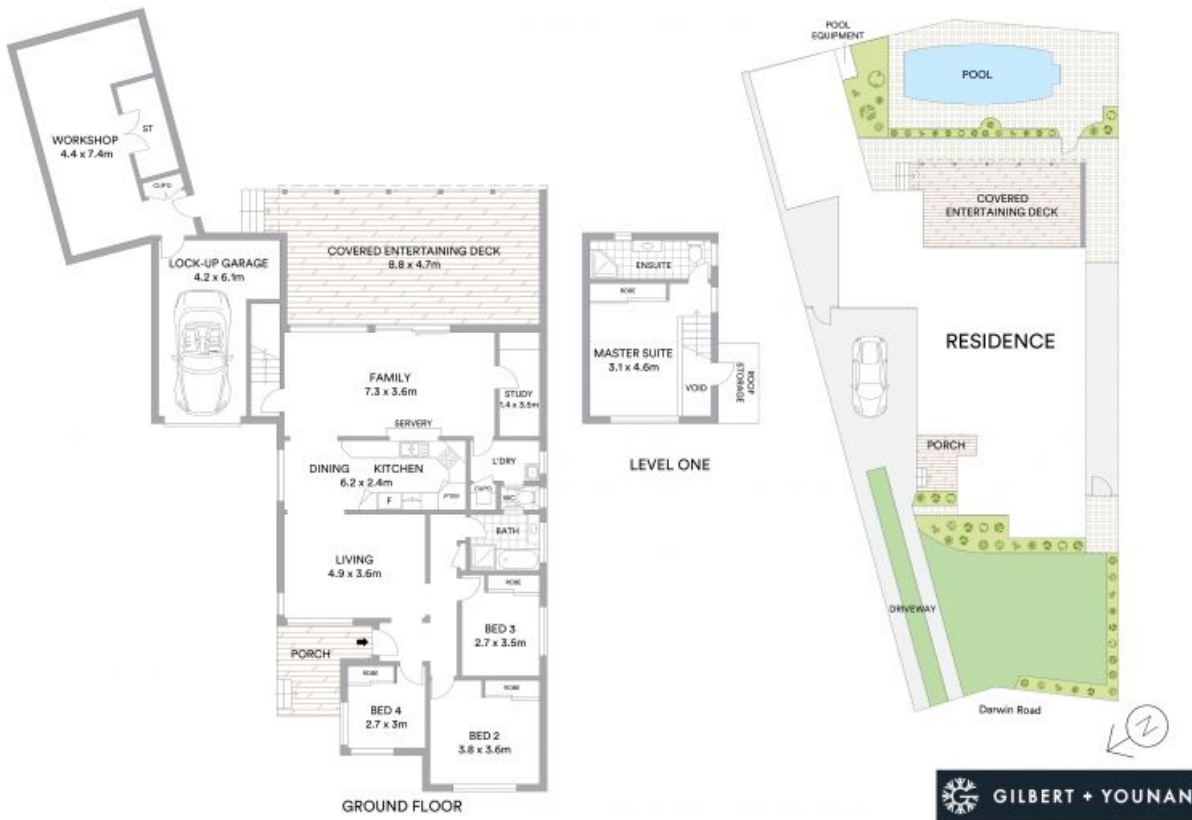 WORKSHOP
4.4 x 7.4m
ST
CUP'D
LOCK-UP GARAGE
4.2 x 6.1m
COVERED ENTERTAINING DECK
8.8 x 4.7m
FAMILY
7.3 x 3.6m
STUDY
1.4 x 3.5m
SERVERY
DINING
KITCHEN
6.2 x 2.4m
F
P'TRY
L'DRY
CUP'D
WC
BATH
LIVING
4.9 x 3.6m
ROBE
BED 3
2.7 x 3.5m
PORCH
ROBE
BED 4
2.7 x 3m
ROBE
BED 2
3.8 x 3.6m
GROUND FLOOR
ENSUITE
ROBE
MASTER SUITE
3.1 x 4.6m
VOID
ROOF
STORAGE
LEVEL ONE
POOL
EQUIPMENT
POOL
COVERED
ENTERTAINING DECK
RESIDENCE
PORCH
DRIVEWAY
Darwin Road
N
GILBERT + YOUNAN